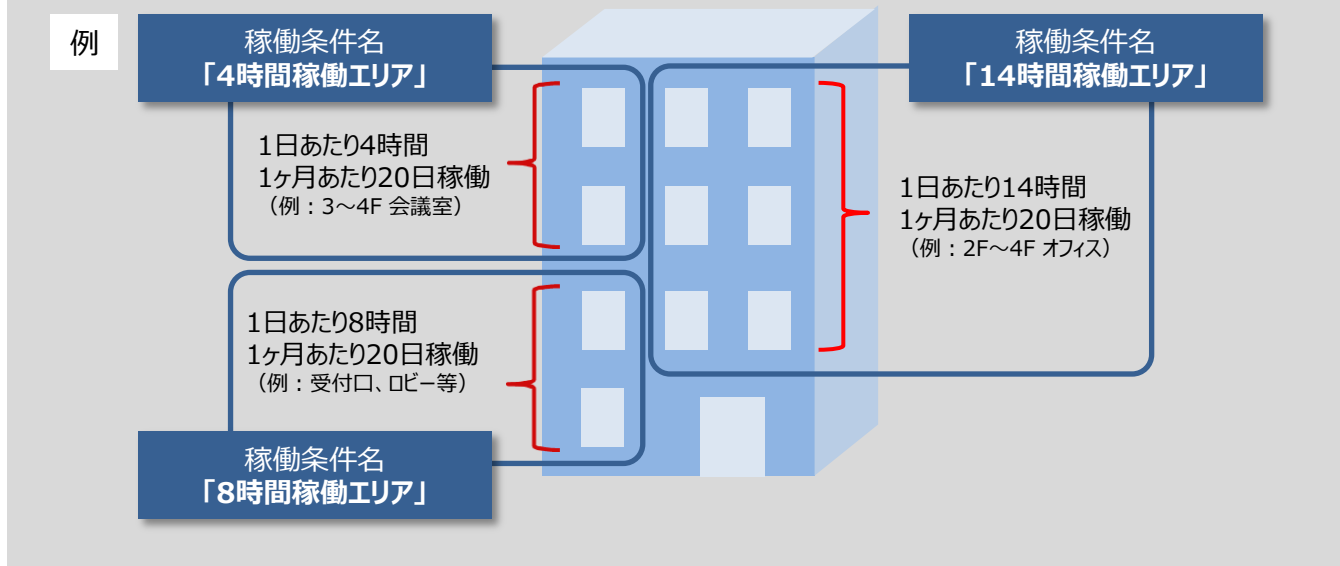 例
稼働条件名
「4時間稼働エリア」
1日あたり4時間
1ヶ月あたり20日稼働
（例：3～4F 会議室）
稼働条件名
「14時間稼働エリア」
1日あたり14時間
1ヶ月あたり20日稼働
（例：2F～4F オフィス）
1日あたり8時間
1ヶ月あたり20日稼働
（例：受付口、ロビー等）
稼働条件名
「8時間稼働エリア」